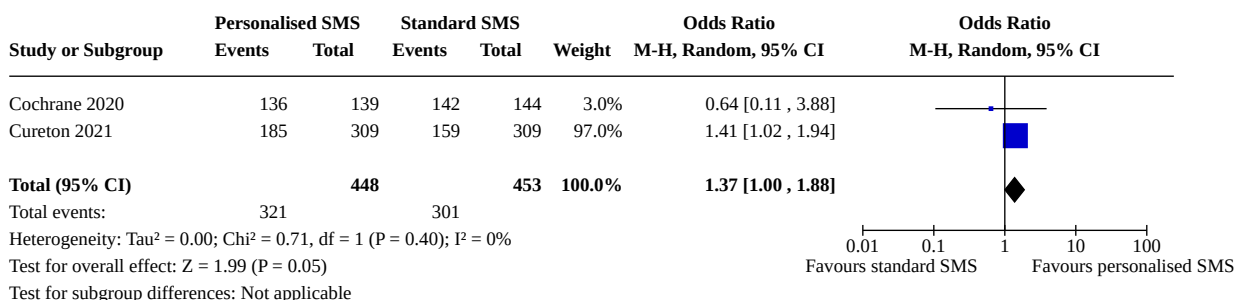 Personalised SMS Standard SMS Odds Ratio Odds Ratio
Study or Subgroup Events Total Events Total Weight M-H, Random, 95% CI M-H, Random, 95% CI
Cochrane 2020 136 139 142 144 3.0% 0.64 [0.11 , 3.88]
Cureton 2021 185 309 159 309 97.0% 1.41 [1.02 , 1.94]
Total (95% CI) 448 453 100.0% 1.37 [1.00 , 1.88]
Total events: 321 301
Heterogeneity: Tau² = 0.00; Chi² = 0.71, df = 1 (P = 0.40); I² = 0%
0.01 0.1 1 10 100
Test for overall effect: Z = 1.99 (P = 0.05) Favours standard SMS Favours personalised SMS
Test for subgroup differences: Not applicable